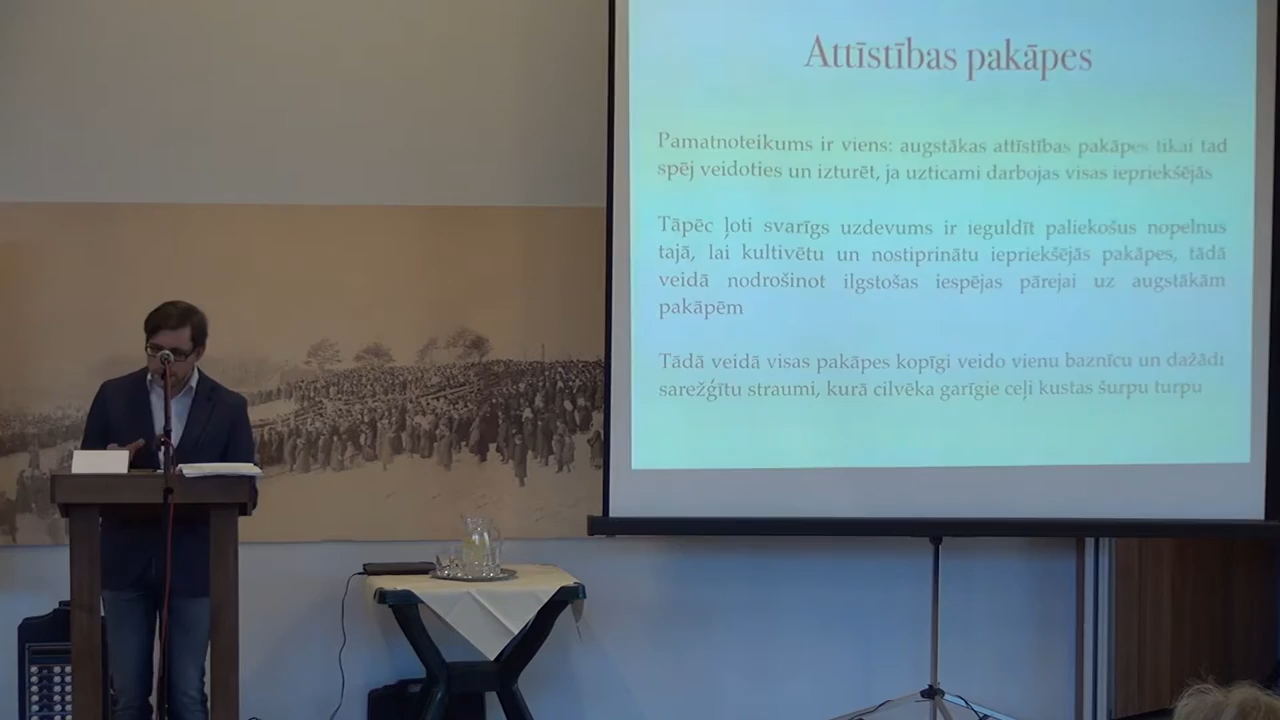 Attīstības pakāpes
Pamatnoteikums ir viens: augstākas attīstības pakāpes tikai tad
spēj veidoties un izturēt, ja uzticami darbojas visas iepriekšējās
Tāpēc ļoti svarīgs uzdevums ir ieguldīt paliekošus nopelnus
tajā, lai kultivētu un nostiprinātu iepriekšējās pakāpes, tādā
veidā nodrošinot ilgstošas iespējas pārejai uz augstākām
pakāpēm
Tādā veidā visas pakāpes kopīgi veido vienu baznīcu un dažādi
sarežģītu straumi, kurā cilvēka garīgie ceļi kustas šurpu turpu